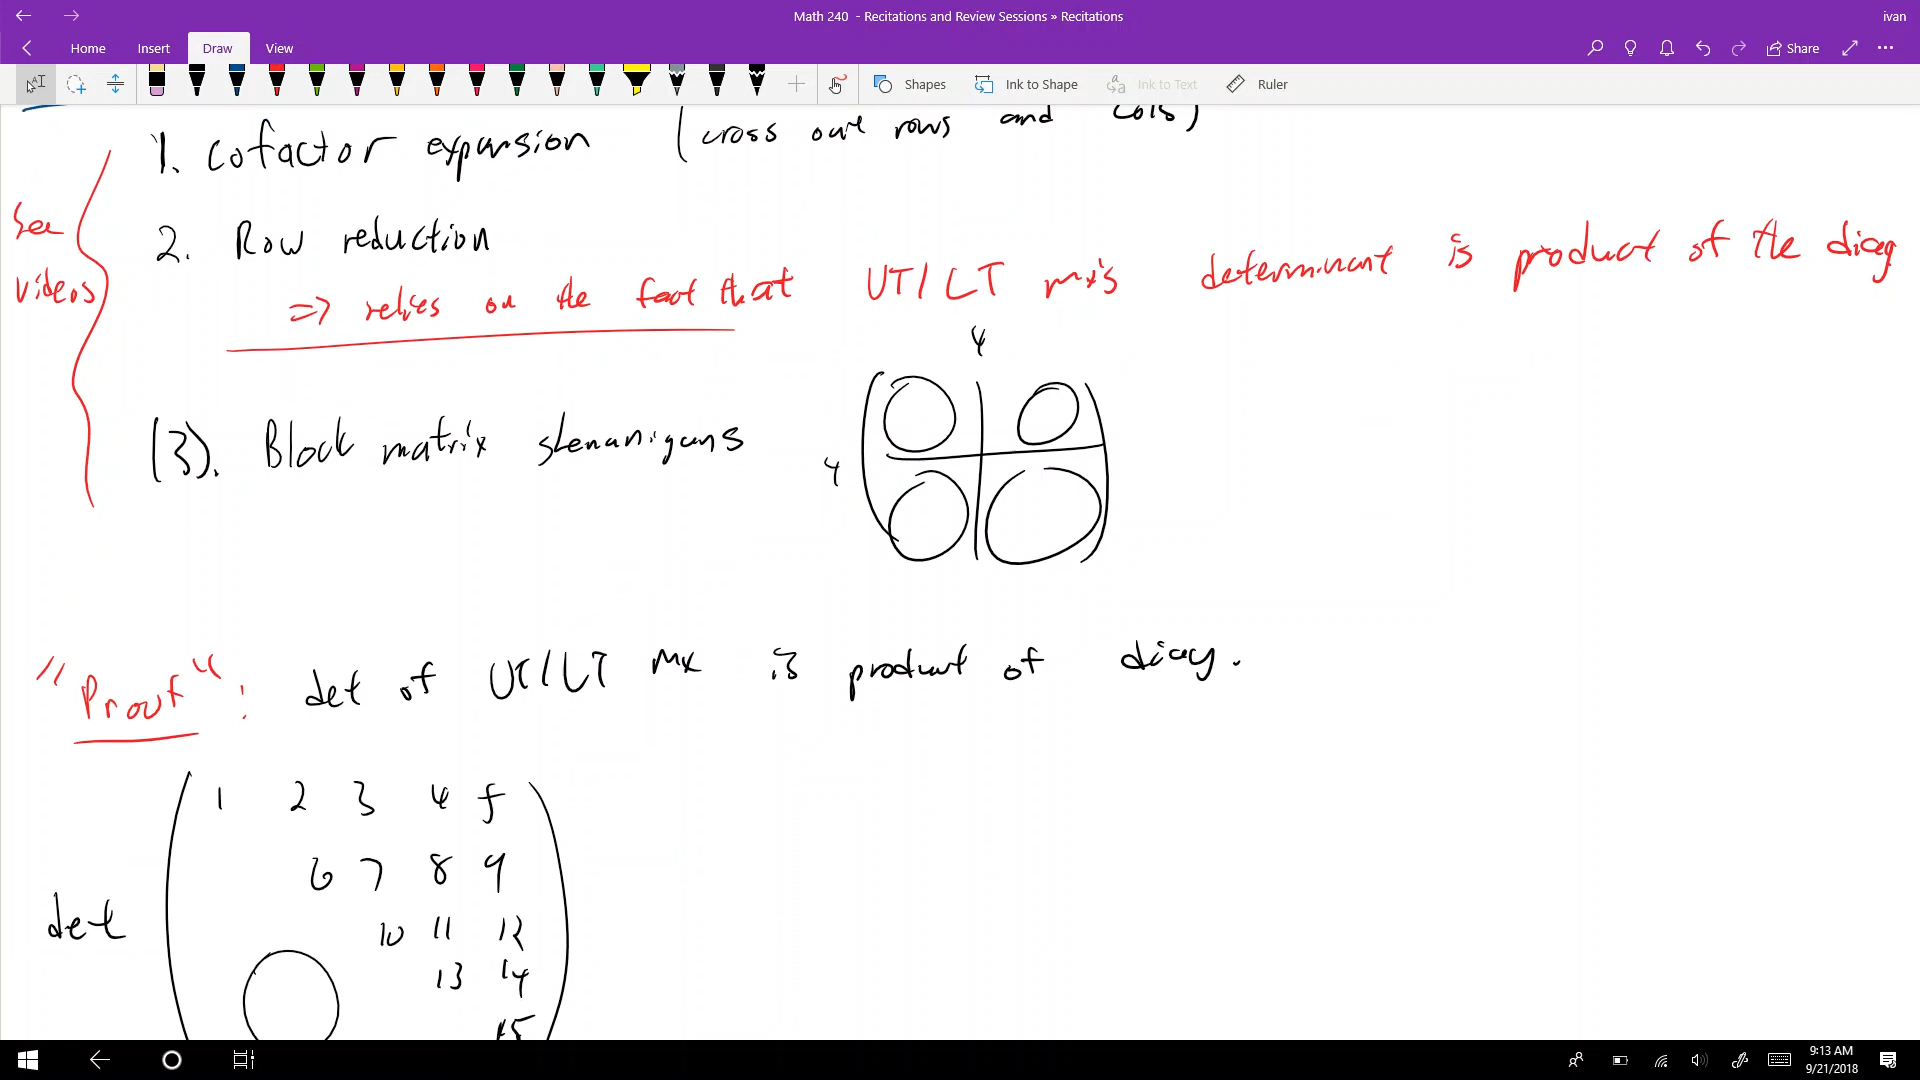 Math 240 - Recitations and Review Sessions » Recitations
ivan
Home Insert Draw View
Share
Shapes Ink to Shape Ink to Text Ruler
1. Cofactor expansion (cross out rows and cols)
See videos
2. Row reduction
=> relies on the fact that UT/LT mx's determinant is product of the diag
(3). Block matrix shenanigans
4
4
"Proof": det of UT/LT mx is product of diag.
det
1 2 3 4 5
6 7 8 9
10 11 12
13 14
15
9:13 AM
9/21/2018